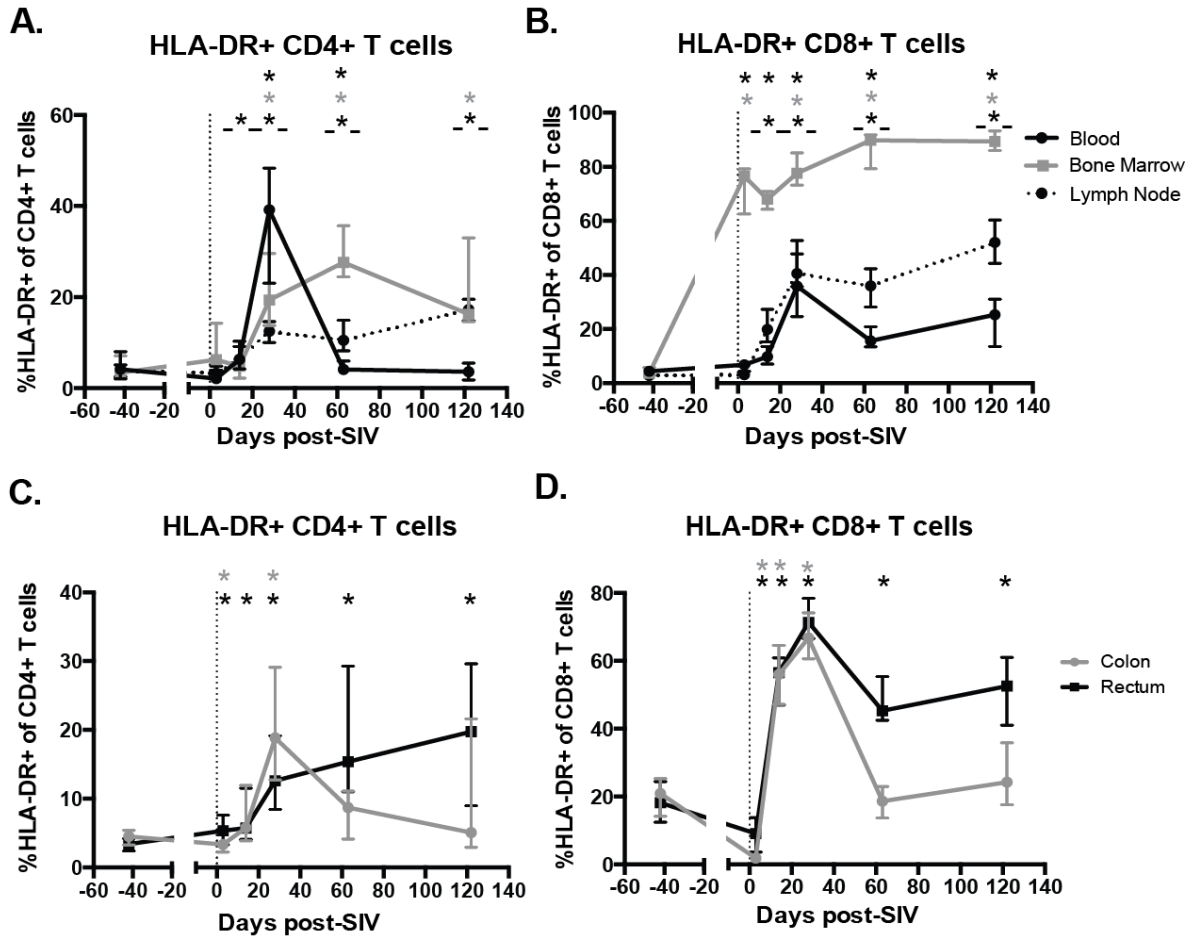 A.
HLA-DR+ CD4+ T cells
* * *
* * *
- * - - * - - * - - * -
60
40
20
0
%HLA-DR+ of CD4+ T cells
-60 -40 -20 0 20 40 60 80 100 120 140
Days post-SIV
B.
HLA-DR+ CD8+ T cells
* * * * *
* * * *
- * - - * - - * - - * -
100
80
60
40
20
0
%HLA-DR+ of CD8+ T cells
-60 -40 -20 0 20 40 60 80 100 120 140
Days post-SIV
Blood
Bone Marrow
Lymph Node
C.
HLA-DR+ CD4+ T cells
* *
* * * * *
40
30
20
10
0
%HLA-DR+ of CD4+ T cells
-60 -40 -20 0 20 40 60 80 100 120 140
Days post-SIV
D.
HLA-DR+ CD8+ T cells
* * *
* * * * *
80
60
40
20
0
%HLA-DR+ of CD8+ T cells
-60 -40 -20 0 20 40 60 80 100 120 140
Days post-SIV
Colon
Rectum